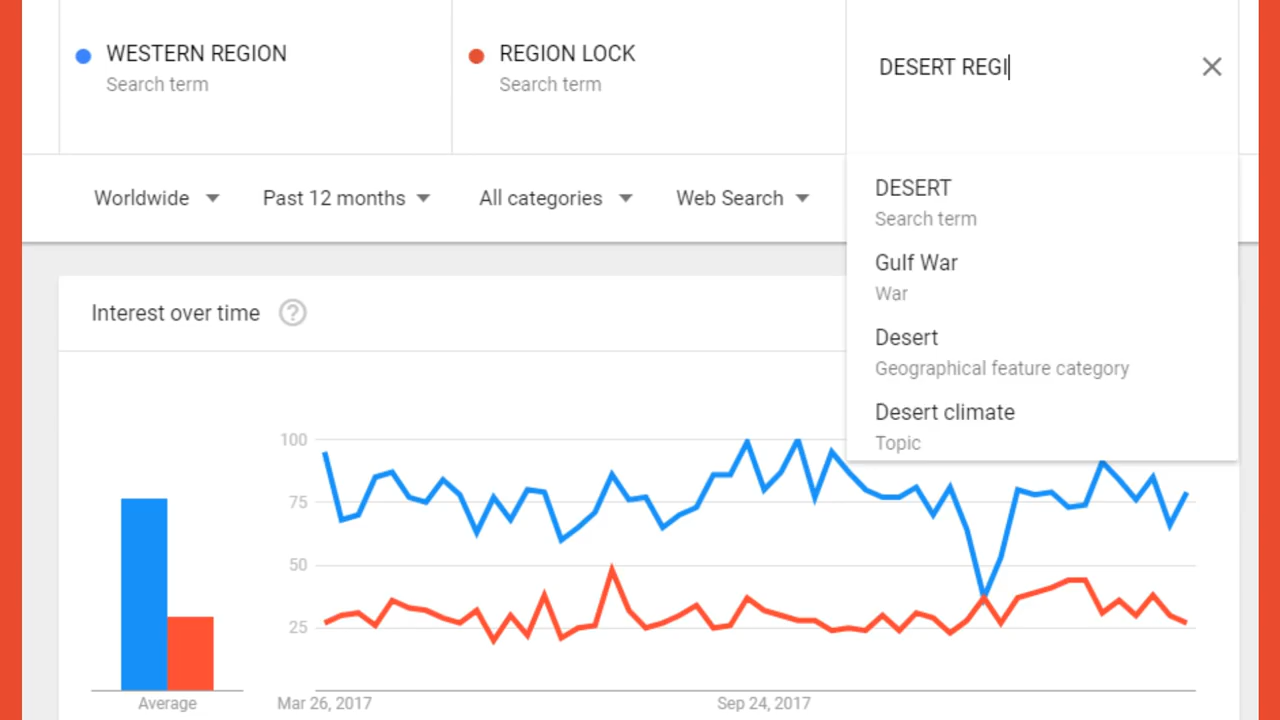 WESTERN REGION
Search term
REGION LOCK
Search term
DESERT REGI
Worldwide
Past 12 months
All categories
Web Search
DESERT
Search term
Gulf War
War
Desert
Geographical feature category
Desert climate
Topic
Interest over time
?
100
75
50
25
Average
Mar 26, 2017
Sep 24, 2017